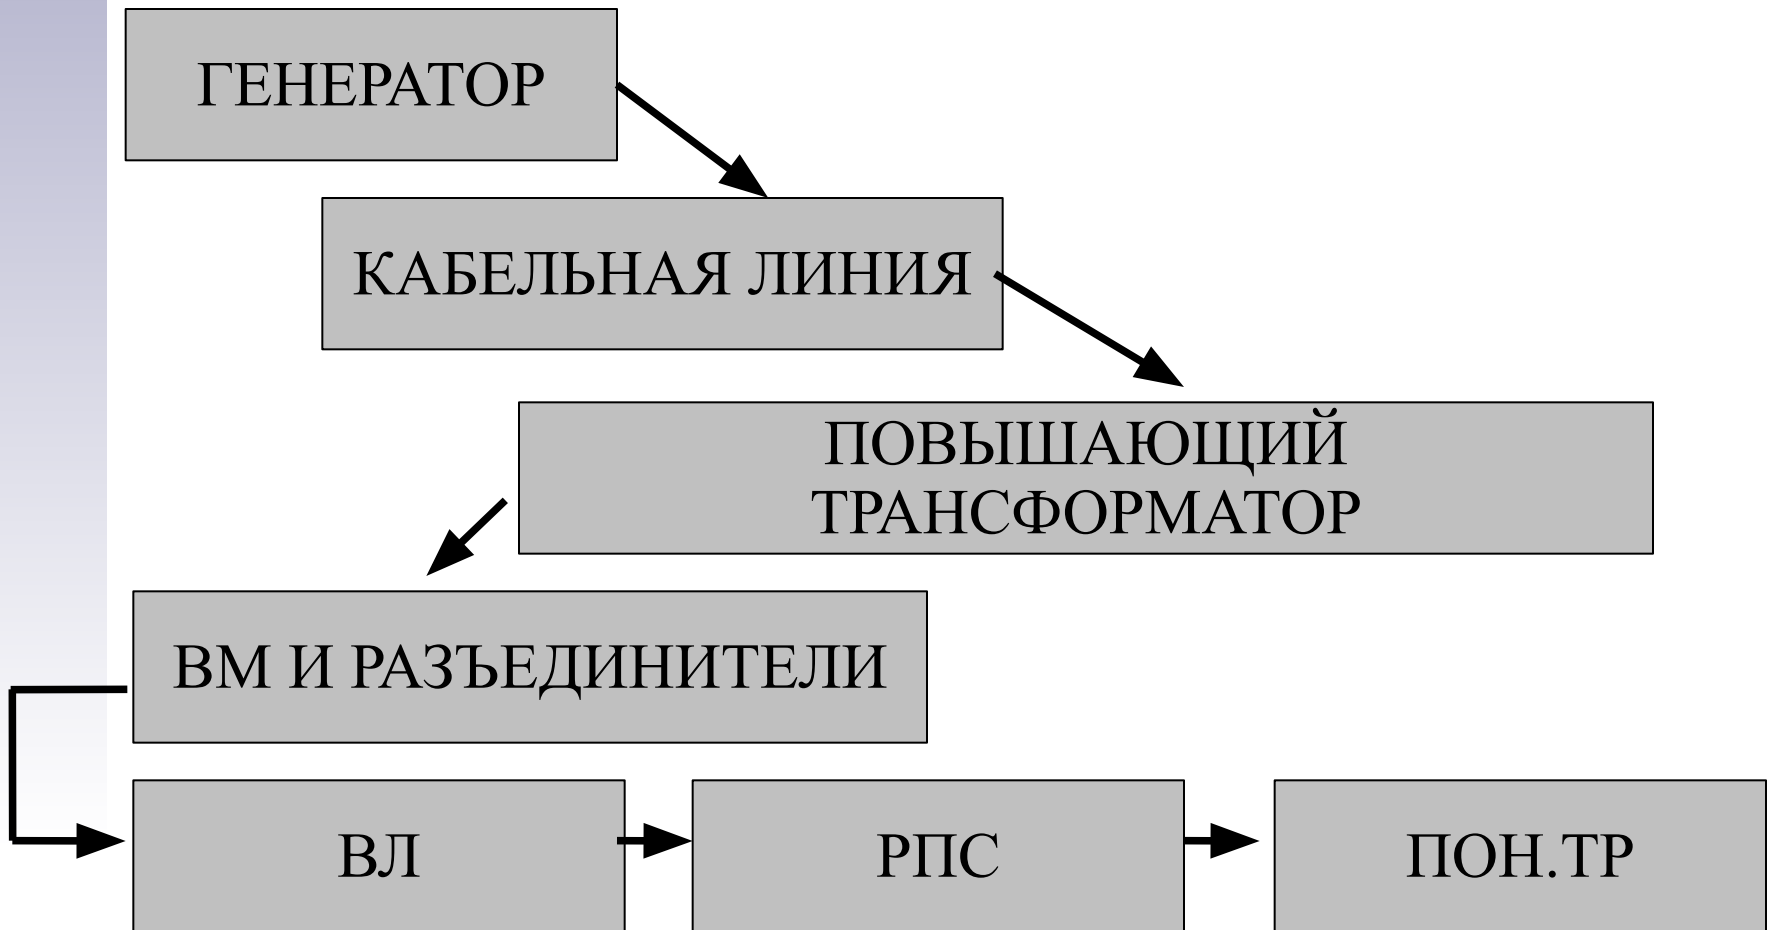 ГЕНЕРАТОР
КАБЕЛЬНАЯ ЛИНИЯ
ПОВЫШАЮЩИЙ
ТРАНСФОРМАТОР
ВМ И РАЗЪЕДИНИТЕЛИ
ВЛ
РПС
ПОН.ТР